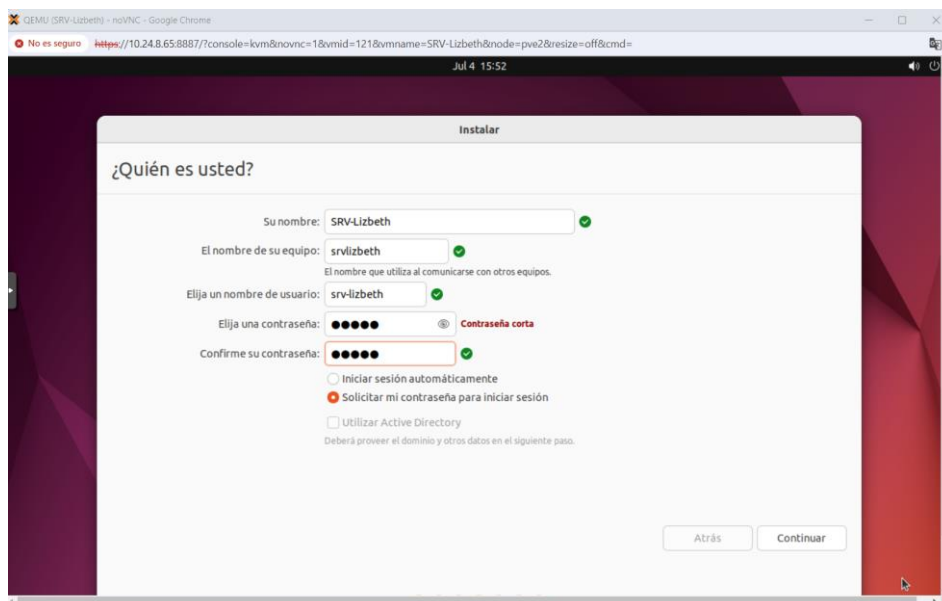 QEMU (SRV-Lizbeth) - noVNC - Google Chrome
No es seguro https://10.24.8.65:8887/?console=kvm&novnc=1&vmid=121&vmname=SRV-Lizbeth&node=pve2&resize=off&cmd=
Jul 4 15:52
Instalar
¿Quién es usted?
Su nombre: SRV-Lizbeth
El nombre de su equipo: srvlizbeth
El nombre que utiliza al comunicarse con otros equipos.
Elija un nombre de usuario: srv-lizbeth
Elija una contraseña: ●●●●● Contraseña corta
Confirme su contraseña: ●●●●●
Iniciar sesión automáticamente
Solicitar mi contraseña para iniciar sesión
Utilizar Active Directory
Deberá proveer el dominio y otros datos en el siguiente paso.
Atrás Continuar